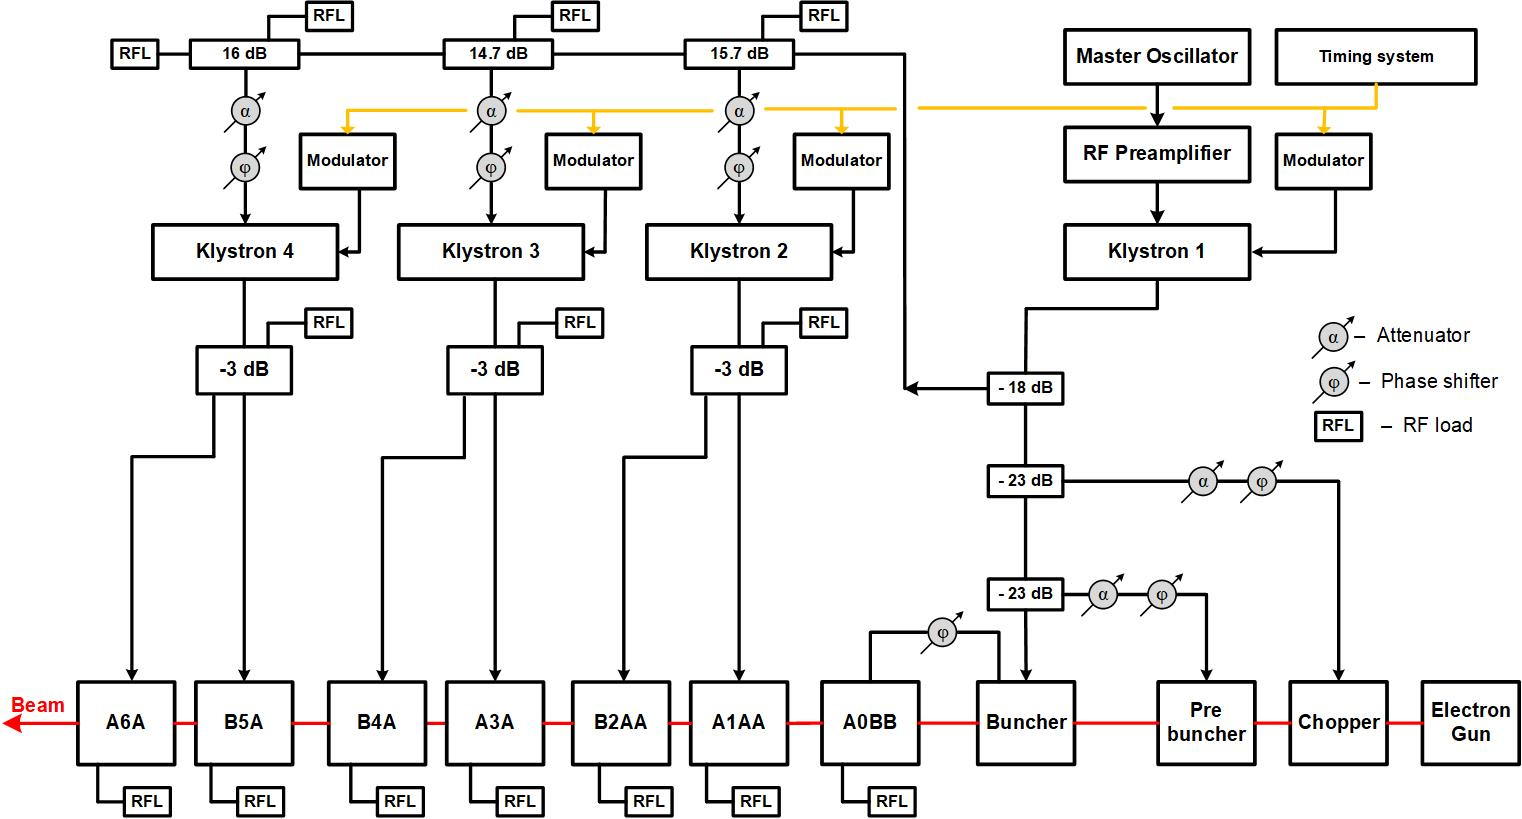 RFL
RFL
RFL
RFL
16 dB
14.7 dB
15.7 dB
Master Oscillator
Timing system
α
α
α
Modulator
Modulator
Modulator
RF Preamplifier
Modulator
φ
φ
φ
Klystron 4
Klystron 3
Klystron 2
Klystron 1
RFL
RFL
RFL
α – Attenuator
-3 dB
-3 dB
-3 dB
- 18 dB
φ – Phase shifter
RFL – RF load
- 23 dB
α
φ
- 23 dB
α
φ
φ
Beam
A6A
B5A
B4A
A3A
B2AA
A1AA
A0BB
Buncher
Pre
buncher
Chopper
Electron
Gun
RFL
RFL
RFL
RFL
RFL
RFL
RFL